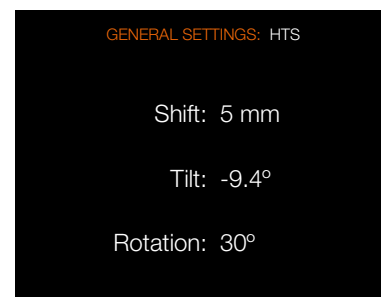 GENERAL SETTINGS: HTS
Shift: 5 mm
Tilt: -9.4º
Rotation: 30º